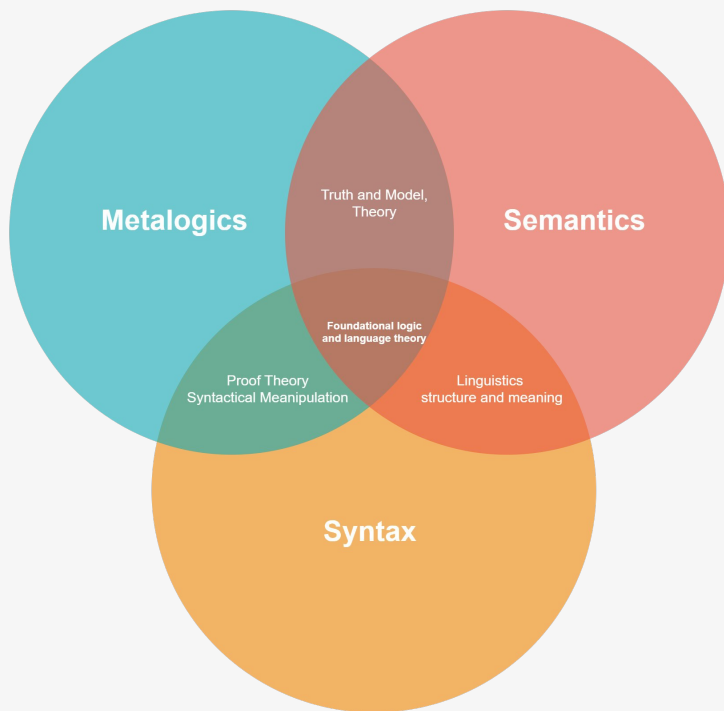 Truth and Model,
Theory
Metalogics
Semantics
Foundational logic
and language theory
Proof Theory
Syntactical Meanipulation
Linguistics
structure and meaning
Syntax